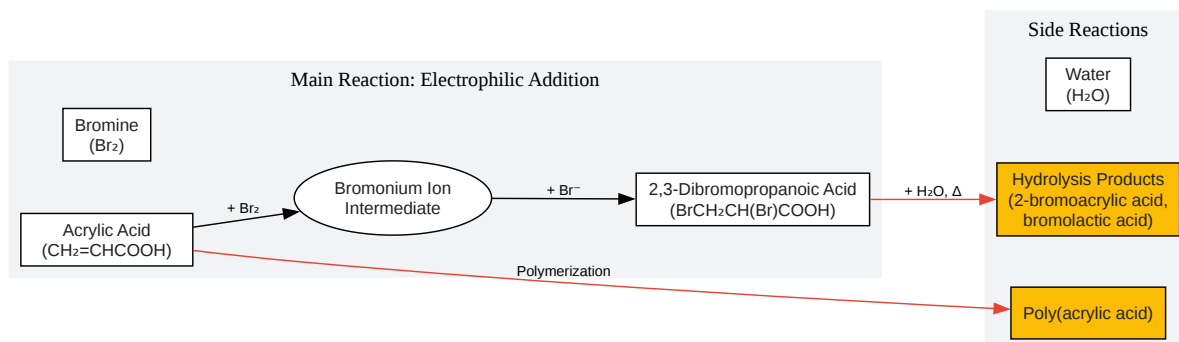 Side Reactions
Water
(H₂O)
Main Reaction: Electrophilic Addition
Bromine
(Br₂)
Acrylic Acid
(CH₂=CHCOOH)
+ Br₂
Bromonium Ion
Intermediate
+ Br⁻
2,3-Dibromopropanoic Acid
(BrCH₂CH(Br)COOH)
+ H₂O, Δ
Hydrolysis Products
(2-bromoacrylic acid,
bromolactic acid)
Polymerization
Poly(acrylic acid)